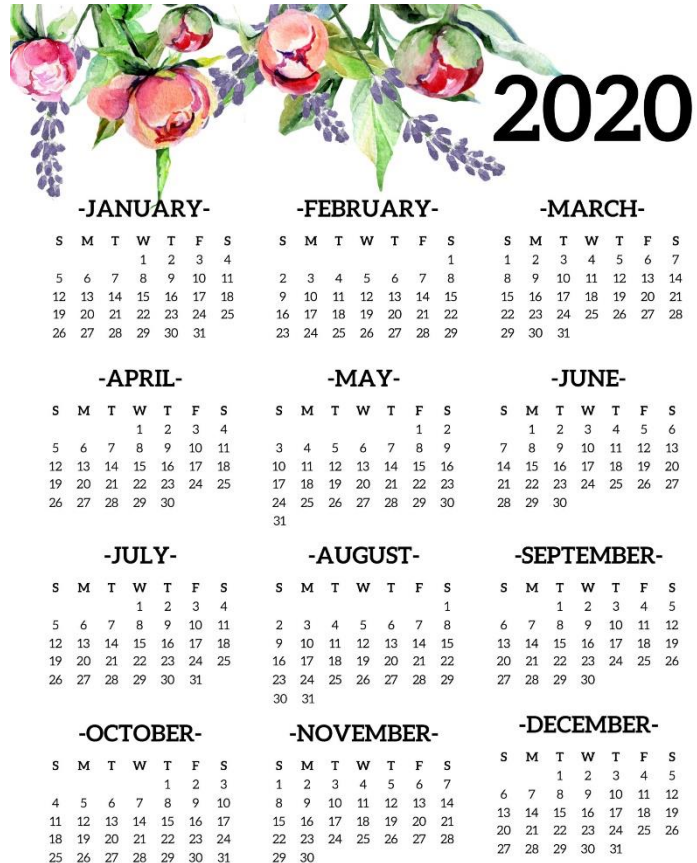 2020
-JANUARY-
S M T W T F S
1 2 3 4
5 6 7 8 9 10 11
12 13 14 15 16 17 18
19 20 21 22 23 24 25
26 27 28 29 30 31
-FEBRUARY-
S M T W T F S
1
2 3 4 5 6 7 8
9 10 11 12 13 14 15
16 17 18 19 20 21 22
23 24 25 26 27 28 29
-MARCH-
S M T W T F S
1 2 3 4 5 6 7
8 9 10 11 12 13 14
15 16 17 18 19 20 21
22 23 24 25 26 27 28
29 30 31
-APRIL-
S M T W T F S
1 2 3 4
5 6 7 8 9 10 11
12 13 14 15 16 17 18
19 20 21 22 23 24 25
26 27 28 29 30
-MAY-
S M T W T F S
1 2
3 4 5 6 7 8 9
10 11 12 13 14 15 16
17 18 19 20 21 22 23
24 25 26 27 28 29 30
31
-JUNE-
S M T W T F S
1 2 3 4 5 6
7 8 9 10 11 12 13
14 15 16 17 18 19 20
21 22 23 24 25 26 27
28 29 30
-JULY-
S M T W T F S
1 2 3 4
5 6 7 8 9 10 11
12 13 14 15 16 17 18
19 20 21 22 23 24 25
26 27 28 29 30 31
-AUGUST-
S M T W T F S
1
2 3 4 5 6 7 8
9 10 11 12 13 14 15
16 17 18 19 20 21 22
23 24 25 26 27 28 29
30 31
-SEPTEMBER-
S M T W T F S
1 2 3 4 5
6 7 8 9 10 11 12
13 14 15 16 17 18 19
20 21 22 23 24 25 26
27 28 29 30
-OCTOBER-
S M T W T F S
1 2 3
4 5 6 7 8 9 10
11 12 13 14 15 16 17
18 19 20 21 22 23 24
25 26 27 28 29 30 31
-NOVEMBER-
S M T W T F S
1 2 3 4 5 6 7
8 9 10 11 12 13 14
15 16 17 18 19 20 21
22 23 24 25 26 27 28
29 30
-DECEMBER-
S M T W T F S
1 2 3 4 5
6 7 8 9 10 11 12
13 14 15 16 17 18 19
20 21 22 23 24 25 26
27 28 29 30 31